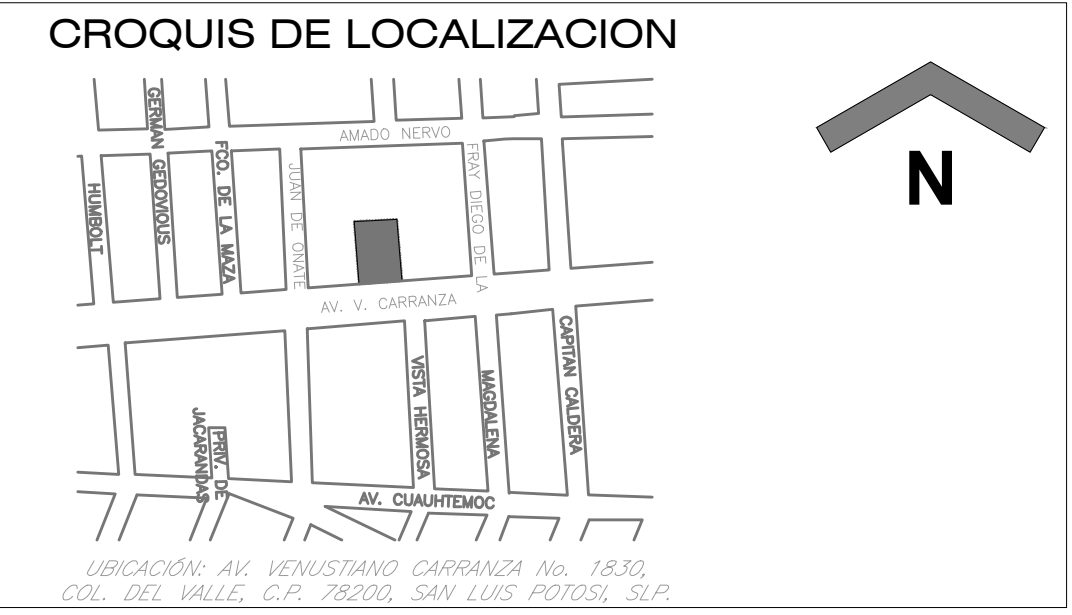 CROQUIS DE LOCALIZACION
N
AMADO NERVO
GERMAN GEDOVIOUS
FCO. DE LA MAZA
HUMBOLT
JUAN DE OÑATE
FRAY DIEGO DE LA
AV. V. CARRANZA
CAPITAN CALDERA
VISTA HERMOSA
MAGDALENA
PRIV. DE
JACARANDAS
AV. CUAUHTEMOC
UBICACIÓN: AV. VENUSTIANO CARRANZA No. 1830,
COL. DEL VALLE, C.P. 78200, SAN LUIS POTOSI, SLP.